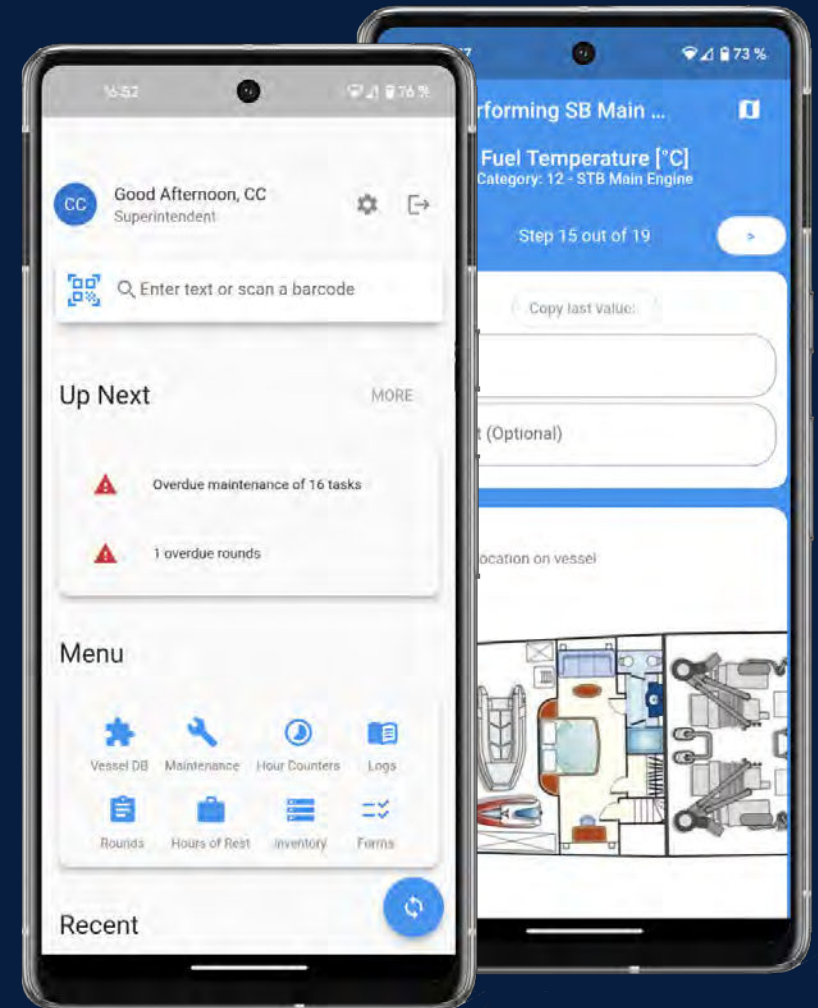 16:52
76 %
CC
Good Afternoon, CC
Superintendent
Enter text or scan a barcode
Up Next
MORE
Overdue maintenance of 16 tasks
1 overdue rounds
Menu
Vessel DB
Maintenance
Hour Counters
Logs
Rounds
Hours of Rest
Inventory
Forms
Recent
73 %
rforming SB Main ...
Fuel Temperature [°C]
Category: 12 - STB Main Engine
Step 15 out of 19
>
Copy last value:
t (Optional)
ocation on vessel